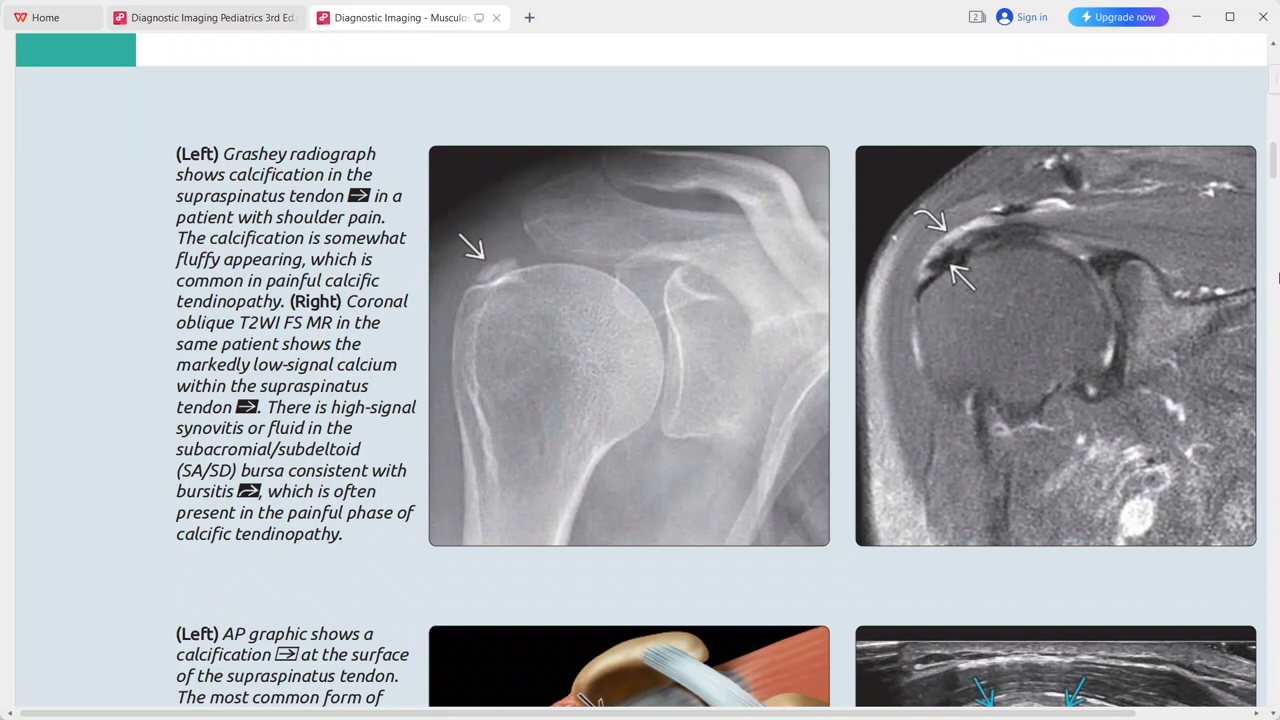 Home
Diagnostic Imaging Pediatrics 3rd Ed.
Diagnostic Imaging - Musculo
2
Sign in
Upgrade now
(Left) Grashey radiograph
shows calcification in the
supraspinatus tendon in a
patient with shoulder pain.
The calcification is somewhat
fluffy appearing, which is
common in painful calcific
tendinopathy. (Right) Coronal
oblique T2WI FS MR in the
same patient shows the
markedly low-signal calcium
within the supraspinatus
tendon. There is high-signal
synovitis or fluid in the
subacromial/subdeltoid
(SA/SD) bursa consistent with
bursitis, which is often
present in the painful phase of
calcific tendinopathy.
(Left) AP graphic shows a
calcification at the surface
of the supraspinatus tendon.
The most common form of